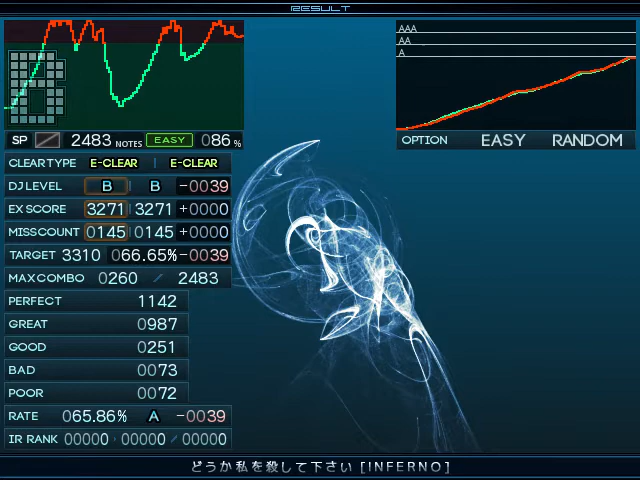 RESULT
AAA
AA
A
B
SP 2483 NOTES EASY 086 %
OPTION EASY RANDOM
CLEAR TYPE E-CLEAR | E-CLEAR
DJ LEVEL B | B -0039
EX SCORE 3271 | 3271 +0000
MISSCOUNT 0145 | 0145 +0000
TARGET 3310 066.65% -0039
MAXCOMBO 0260 / 2483
PERFECT 1142
GREAT 0987
GOOD 0251
BAD 0073
POOR 0072
RATE 065.86% A -0039
IR RANK 00000 / 00000 / 00000
どうか私を殺して下さい [INFERNO]